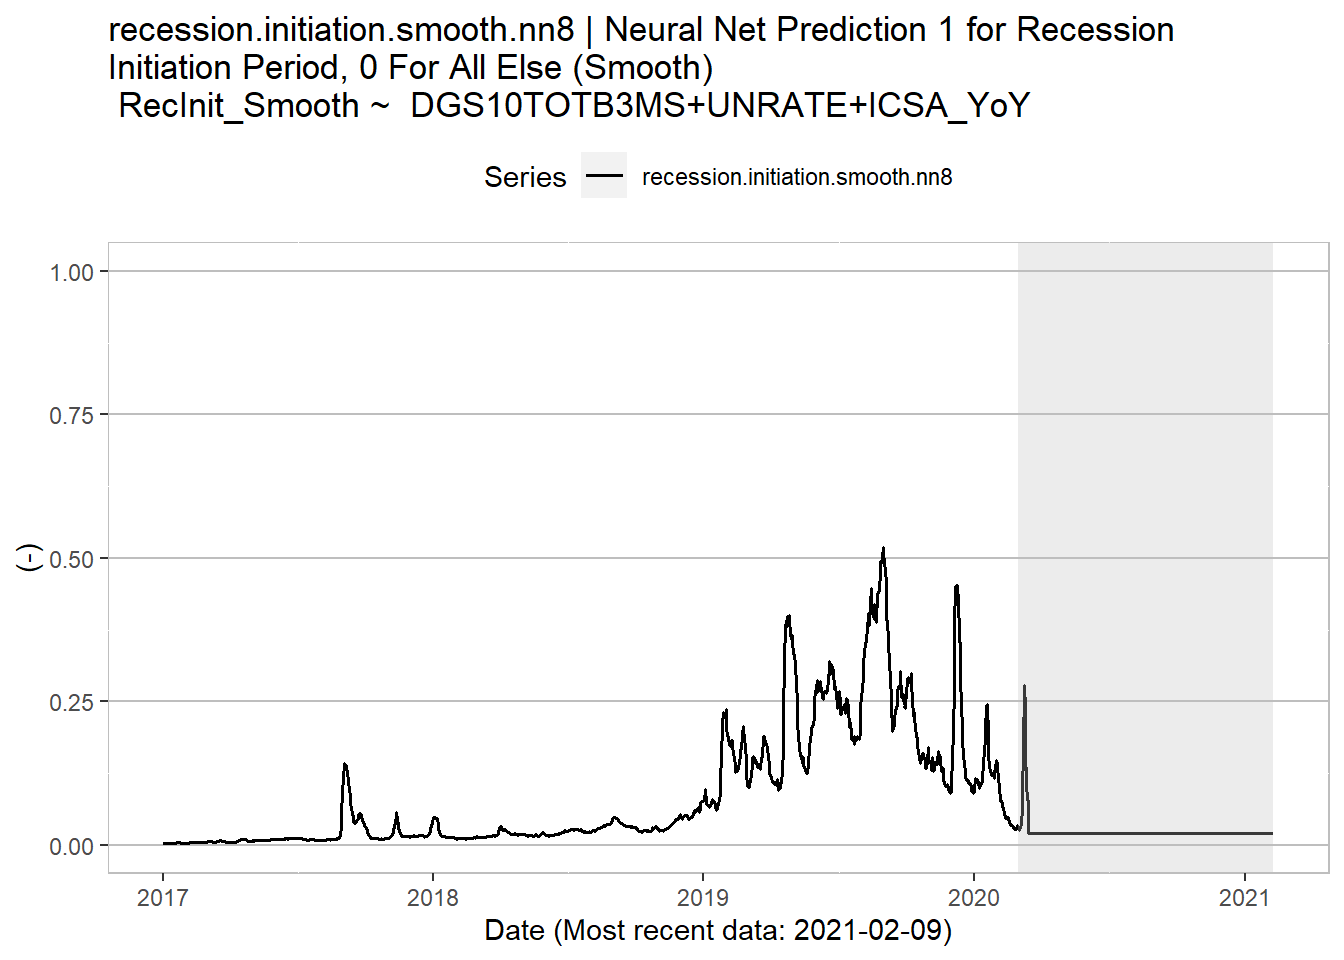 recession.initiation.smooth.nn8 | Neural Net Prediction 1 for Recession
Initiation Period, 0 For All Else (Smooth)
RecInit_Smooth ~ DGS10TOTB3MS+UNRATE+ICSA_YoY
Series
recession.initiation.smooth.nn8
1.00
0.75
0.50
0.25
0.00
(-)
2017
2018
2019
2020
2021
Date (Most recent data: 2021-02-09)